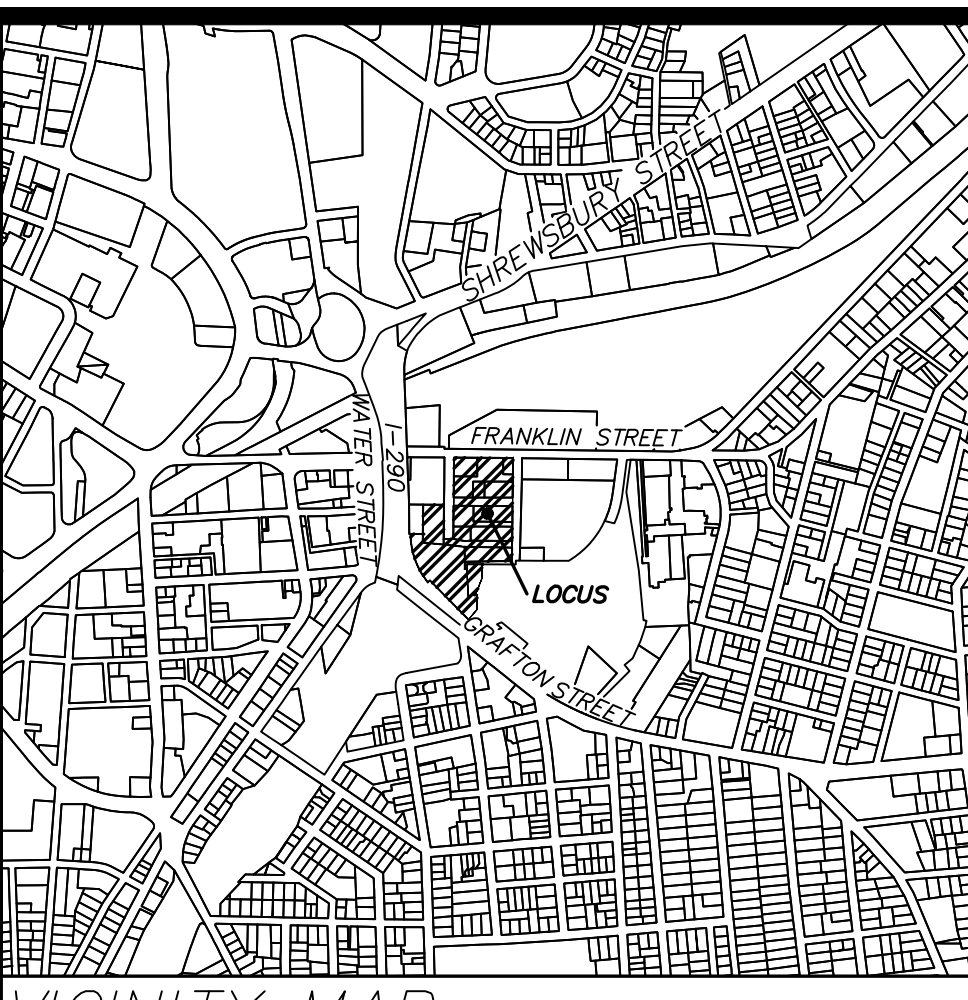 SHREWSBURY STREET
WATER STREET
I-290
FRANKLIN STREET
LOCUS
GRAFTON STREET
VICINITY MAP